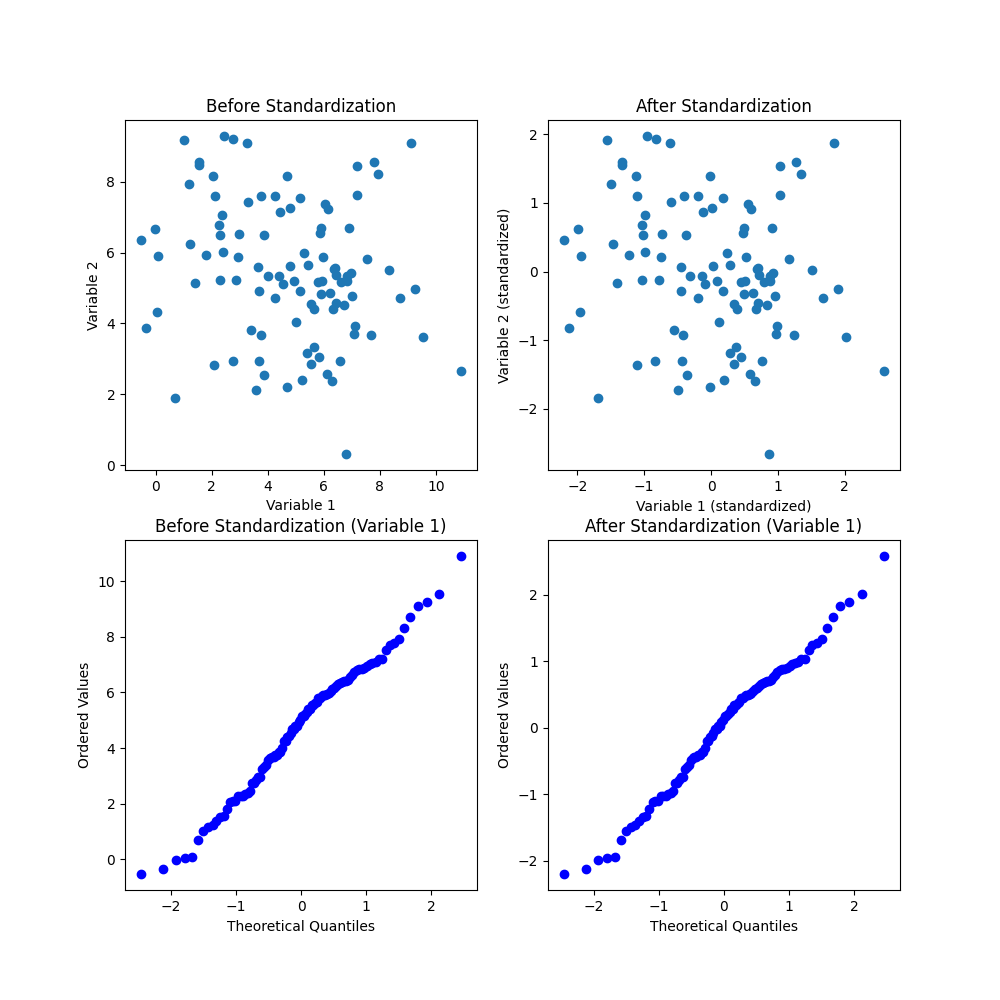 Before Standardization
8
6
4
2
0
Variable 2
0 2 4 6 8 10
Variable 1
After Standardization
2
1
0
−1
−2
Variable 2 (standardized)
−2 −1 0 1 2
Variable 1 (standardized)
Before Standardization (Variable 1)
10
8
6
4
2
0
Ordered Values
−2 −1 0 1 2
Theoretical Quantiles
After Standardization (Variable 1)
2
1
0
−1
−2
Ordered Values
−2 −1 0 1 2
Theoretical Quantiles